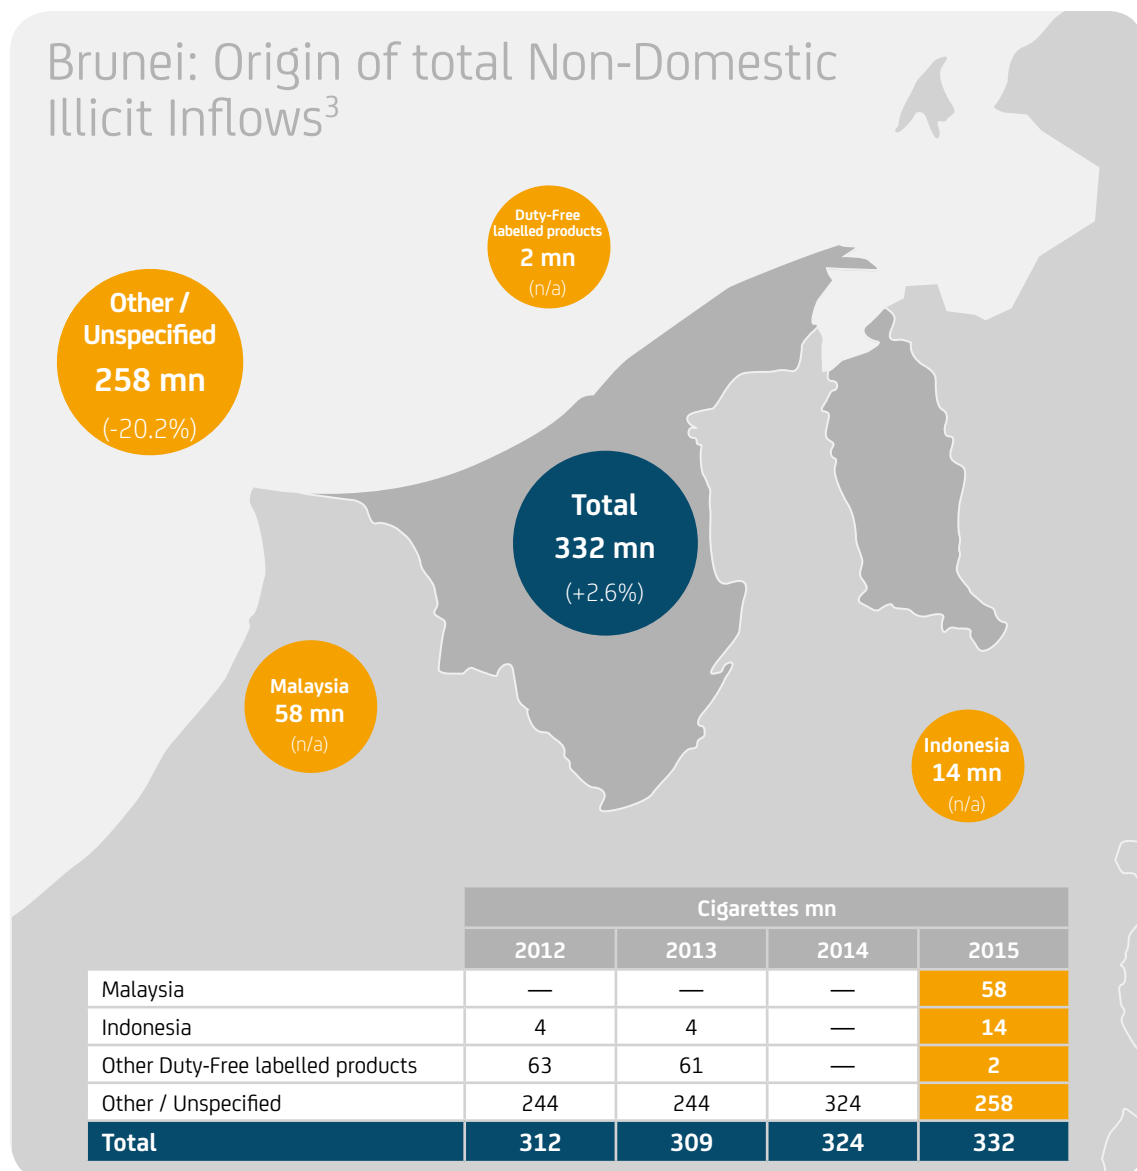 Brunei: Origin of total Non-Domestic
Illicit Inflows3
Duty-Free
labelled products
2 mn
(n/a)
Other /
Unspecified
258 mn
(-20.2%)
Total
332 mn
(+2.6%)
Malaysia
58 mn
(n/a)
Indonesia
14 mn
(n/a)
Cigarettes mn
2012 2013 2014 2015
Malaysia — — — 58
Indonesia 4 4 — 14
Other Duty-Free labelled products 63 61 — 2
Other / Unspecified 244 244 324 258
Total 312 309 324 332